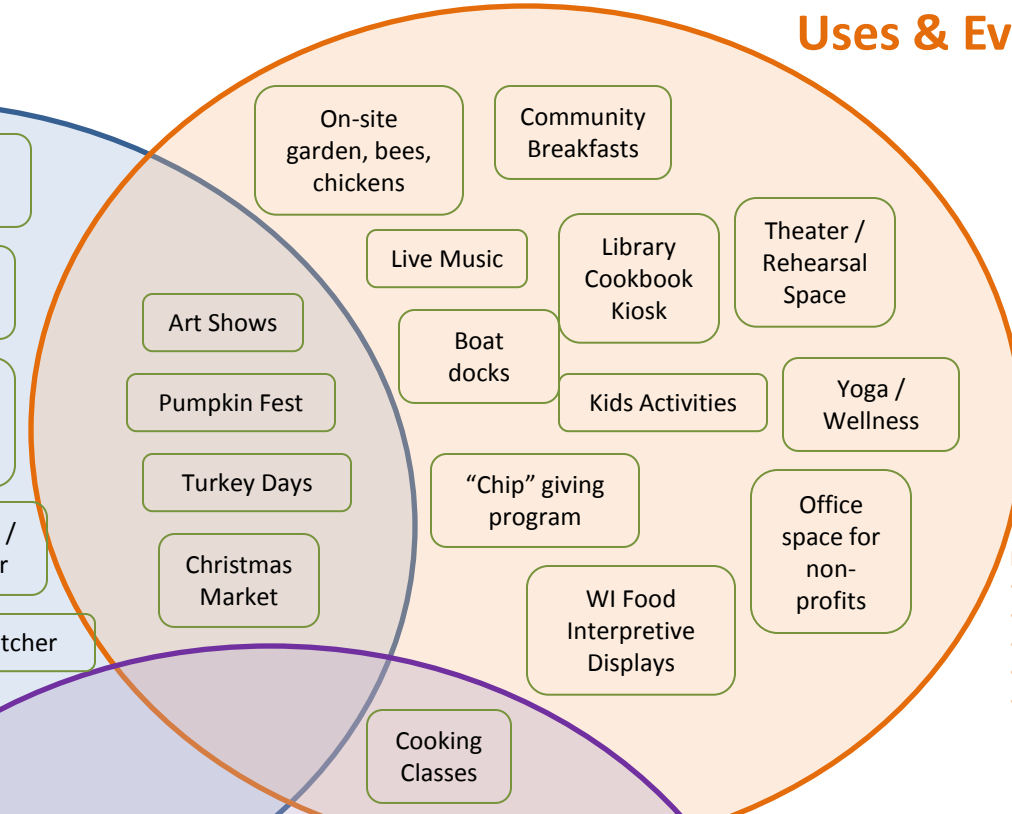 Uses & Ev
On-site
garden, bees,
chickens
Community
Breakfasts
Live Music
Library
Cookbook
Kiosk
Theater /
Rehearsal
Space
Art Shows
Boat
docks
Pumpkin Fest
Kids Activities
Yoga /
Wellness
Turkey Days
“Chip” giving
program
Office
space for
non-
profits
/
r
Christmas
Market
WI Food
Interpretive
Displays
tcher
Cooking
Classes